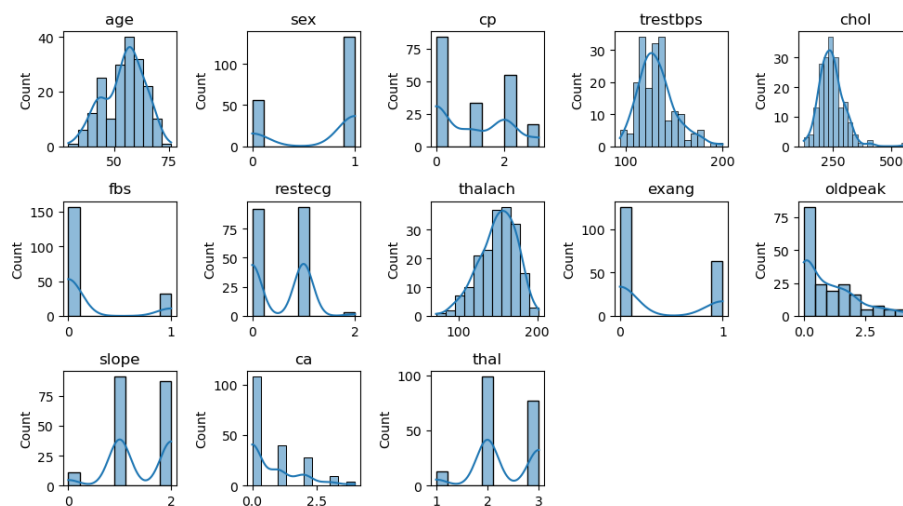 age sex cp trestbps chol
Count 40 20 0 50 75
Count 100 50 0 0 1
Count 80 60 40 20 0 0 2
Count 30 20 10 0 100 150 200
Count 30 20 10 0 250 500
fbs restecg thalach exang oldpeak
Count 150 100 50 0 0 1
Count 75 50 25 0 0 1 2
Count 30 20 10 0 100 150 200
Count 100 50 0 0 1
Count 75 50 25 0 0.0 2.5
slope ca thal
Count 75 50 25 0 0 1 2
Count 100 50 0 0.0 2.5
Count 100 50 0 1 2 3